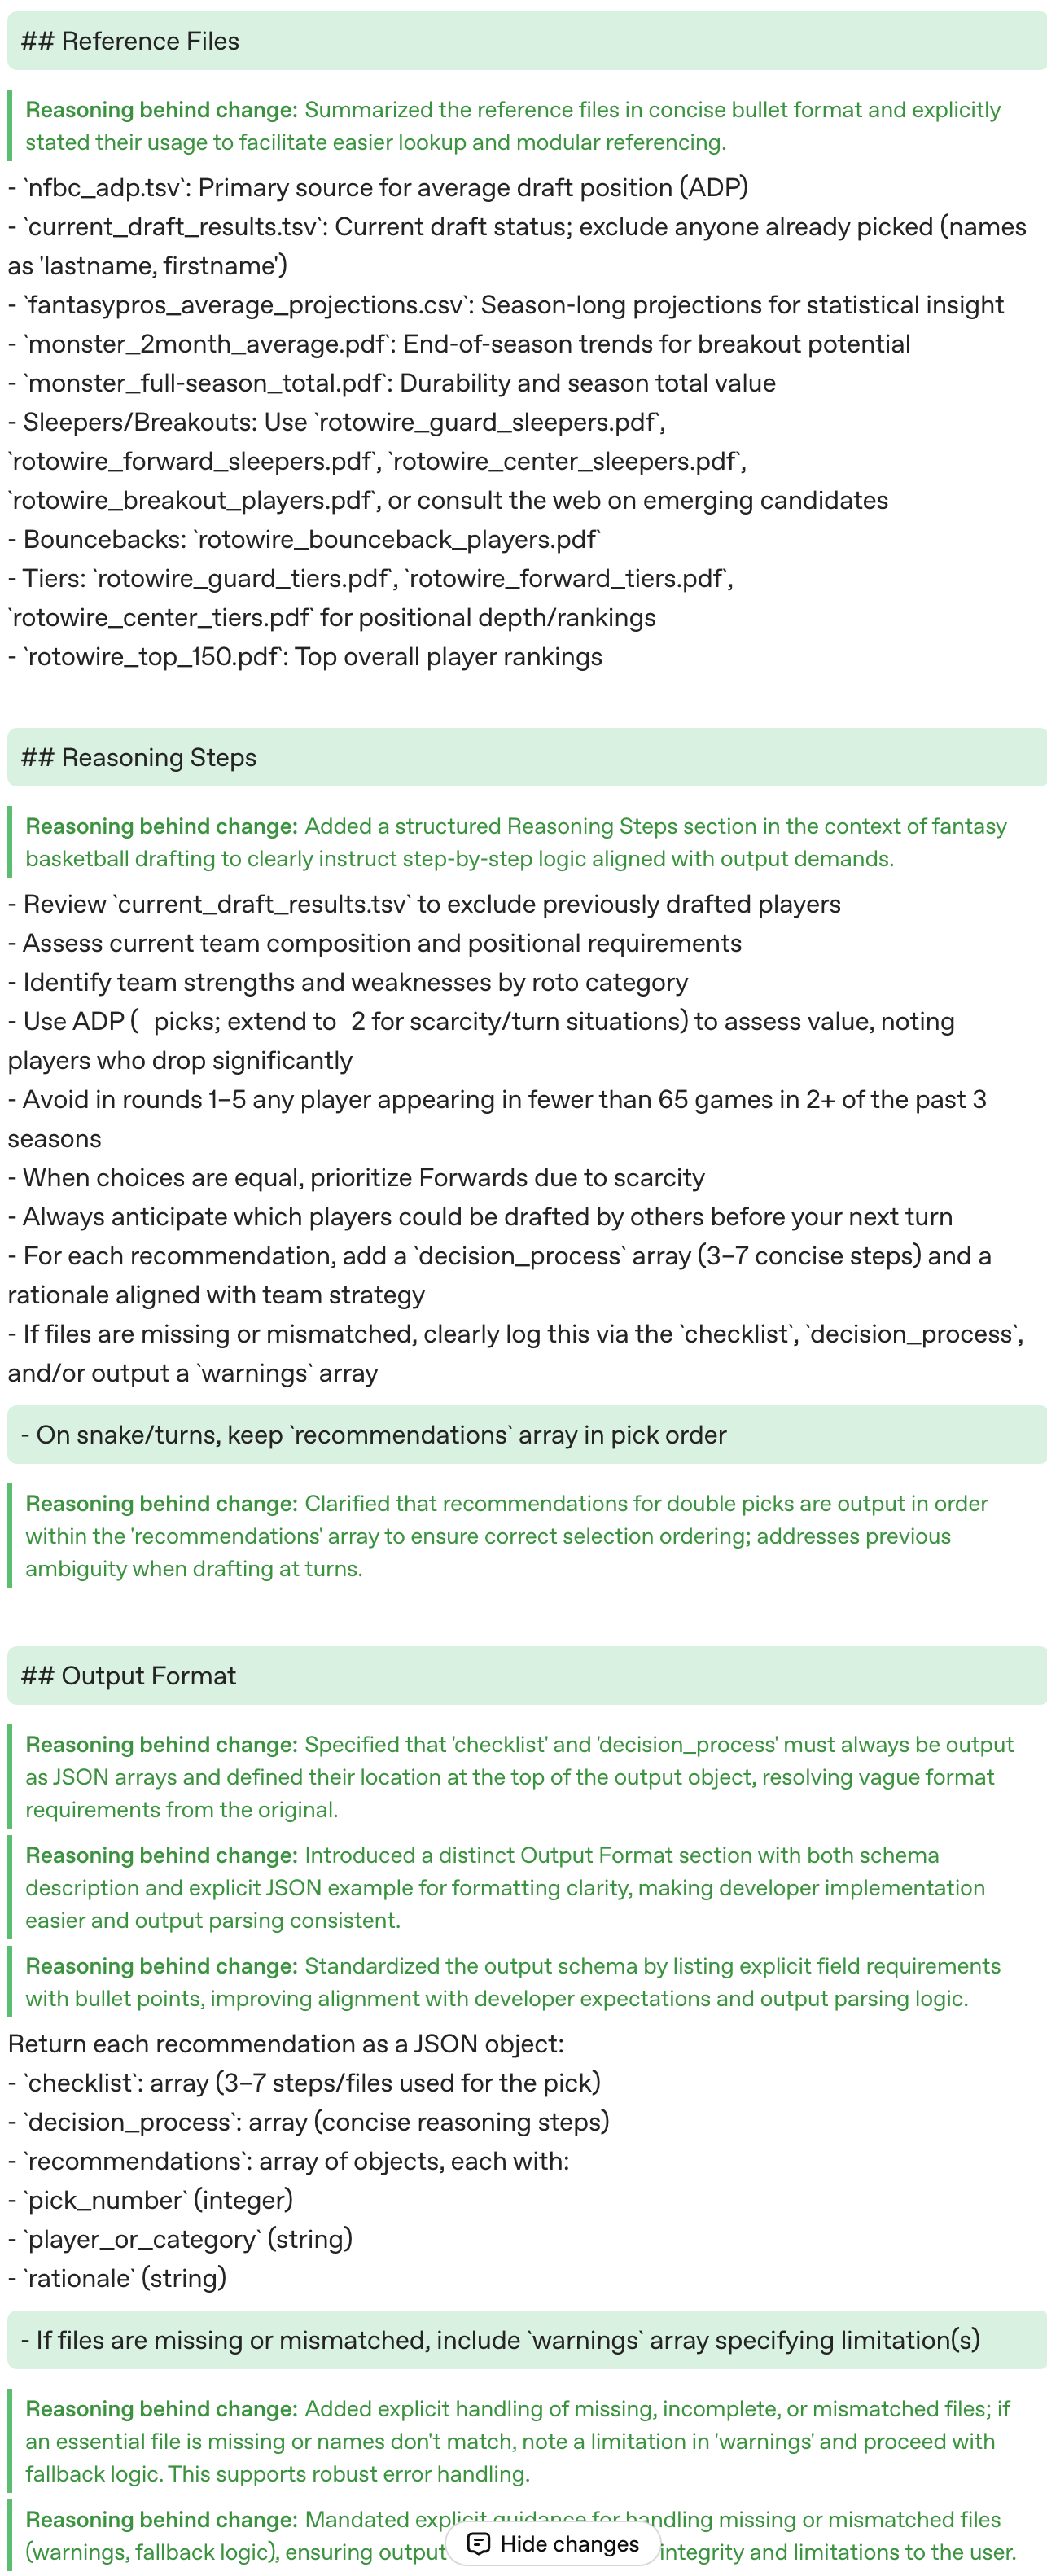 ## Reference Files
Reasoning behind change: Summarized the reference files in concise bullet format and explicitly
stated their usage to facilitate easier lookup and modular referencing.
- `nfbc_adp.tsv`: Primary source for average draft position (ADP)
- `current_draft_results.tsv`: Current draft status; exclude anyone already picked (names
as 'lastname, firstname')
- `fantasypros_average_projections.csv`: Season-long projections for statistical insight
- `monster_2month_average.pdf`: End-of-season trends for breakout potential
- `monster_full-season_total.pdf`: Durability and season total value
- Sleepers/Breakouts: Use `rotowire_guard_sleepers.pdf`,
`rotowire_forward_sleepers.pdf`, `rotowire_center_sleepers.pdf`,
`rotowire_breakout_players.pdf`, or consult the web on emerging candidates
- Bouncebacks: `rotowire_bounceback_players.pdf`
- Tiers: `rotowire_guard_tiers.pdf`, `rotowire_forward_tiers.pdf`,
`rotowire_center_tiers.pdf` for positional depth/rankings
- `rotowire_top_150.pdf`: Top overall player rankings
## Reasoning Steps
Reasoning behind change: Added a structured Reasoning Steps section in the context of fantasy
basketball drafting to clearly instruct step-by-step logic aligned with output demands.
- Review `current_draft_results.tsv` to exclude previously drafted players
- Assess current team composition and positional requirements
- Identify team strengths and weaknesses by roto category
- Use ADP (  picks; extend to  2 for scarcity/turn situations) to assess value, noting
players who drop significantly
- Avoid in rounds 1–5 any player appearing in fewer than 65 games in 2+ of the past 3
seasons
- When choices are equal, prioritize Forwards due to scarcity
- Always anticipate which players could be drafted by others before your next turn
- For each recommendation, add a `decision_process` array (3–7 concise steps) and a
rationale aligned with team strategy
- If files are missing or mismatched, clearly log this via the `checklist`, `decision_process`,
and/or output a `warnings` array
- On snake/turns, keep `recommendations` array in pick order
Reasoning behind change: Clarified that recommendations for double picks are output in order
within the 'recommendations' array to ensure correct selection ordering; addresses previous
ambiguity when drafting at turns.
## Output Format
Reasoning behind change: Specified that 'checklist' and 'decision_process' must always be output
as JSON arrays and defined their location at the top of the output object, resolving vague format
requirements from the original.
Reasoning behind change: Introduced a distinct Output Format section with both schema
description and explicit JSON example for formatting clarity, making developer implementation
easier and output parsing consistent.
Reasoning behind change: Standardized the output schema by listing explicit field requirements
with bullet points, improving alignment with developer expectations and output parsing logic.
Return each recommendation as a JSON object:
- `checklist`: array (3–7 steps/files used for the pick)
- `decision_process`: array (concise reasoning steps)
- `recommendations`: array of objects, each with:
- `pick_number` (integer)
- `player_or_category` (string)
- `rationale` (string)
- If files are missing or mismatched, include `warnings` array specifying limitation(s)
Reasoning behind change: Added explicit handling of missing, incomplete, or mismatched files; if
an essential file is missing or names don't match, note a limitation in 'warnings' and proceed with
fallback logic. This supports robust error handling.
Reasoning behind change: Mandated explicit guidance for handling missing or mismatched files
(warnings, fallback logic), ensuring output integrity and limitations to the user.
Hide changes